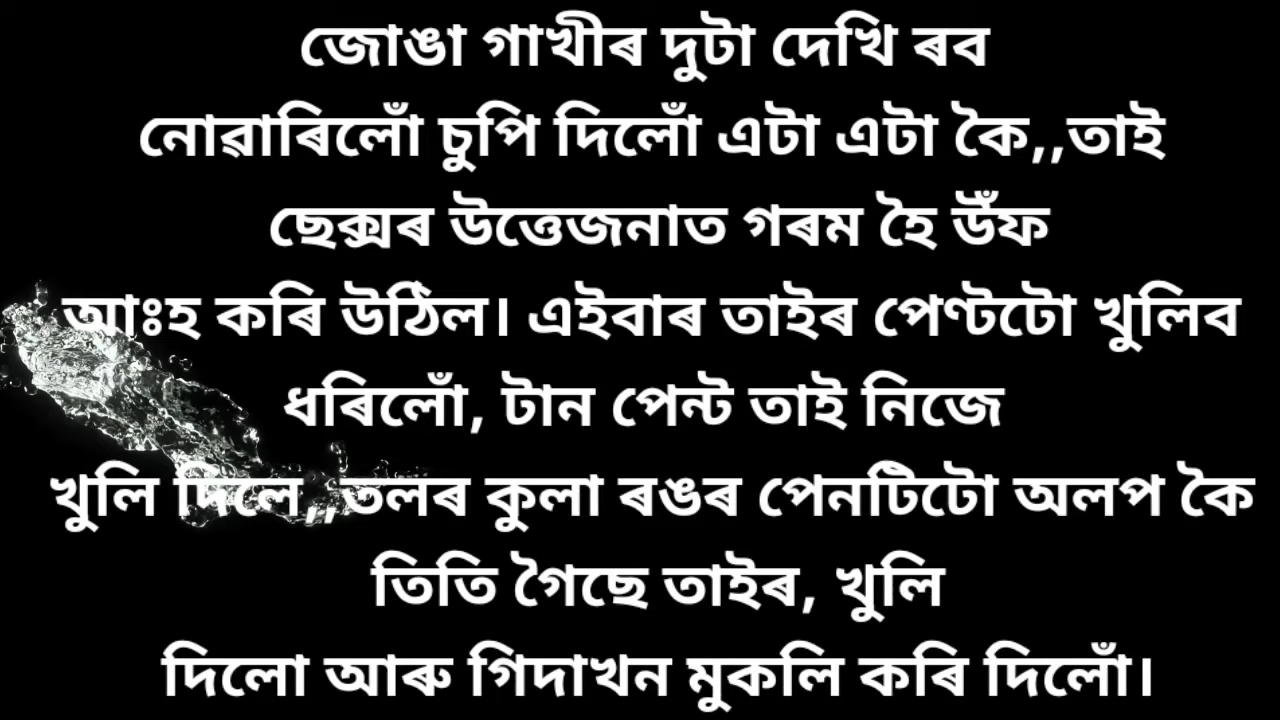 জোঙা গাখীৰ দুটা দেখি ৰব
নোৱাৰিলোঁ চুপি দিলোঁ এটা এটা কৈ,,তাই
ছেক্সৰ উত্তেজনাত গৰম হৈ উঁফ
আঃহ কৰি উঠিল। এইবাৰ তাইৰ পেণ্টটো খুলিব
ধৰিলোঁ, টান পেন্ট তাই নিজে
খুলি দিলে,,তলৰ কুলা ৰঙৰ পেনটিটো অলপ কৈ
তিতি গৈছে তাইৰ, খুলি
দিলো আৰু গিদাখন মুকলি কৰি দিলোঁ।